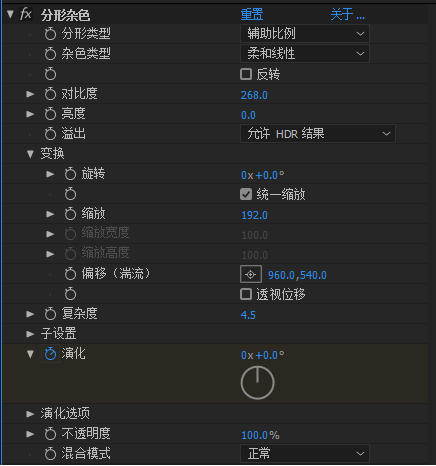 fx 分形杂色 重置 关于 ...
分形类型 辅助比例
杂色类型 柔和线性
反转
对比度 268.0
亮度 0.0
溢出 允许 HDR 结果
变换
旋转 0x+0.0°
统一缩放
缩放 192.0
缩放宽度 100.0
缩放高度 100.0
偏移（湍流） 960.0,540.0
透视位移
复杂度 4.5
子设置
演化 0x+0.0°
演化选项
不透明度 100.0%
混合模式 正常